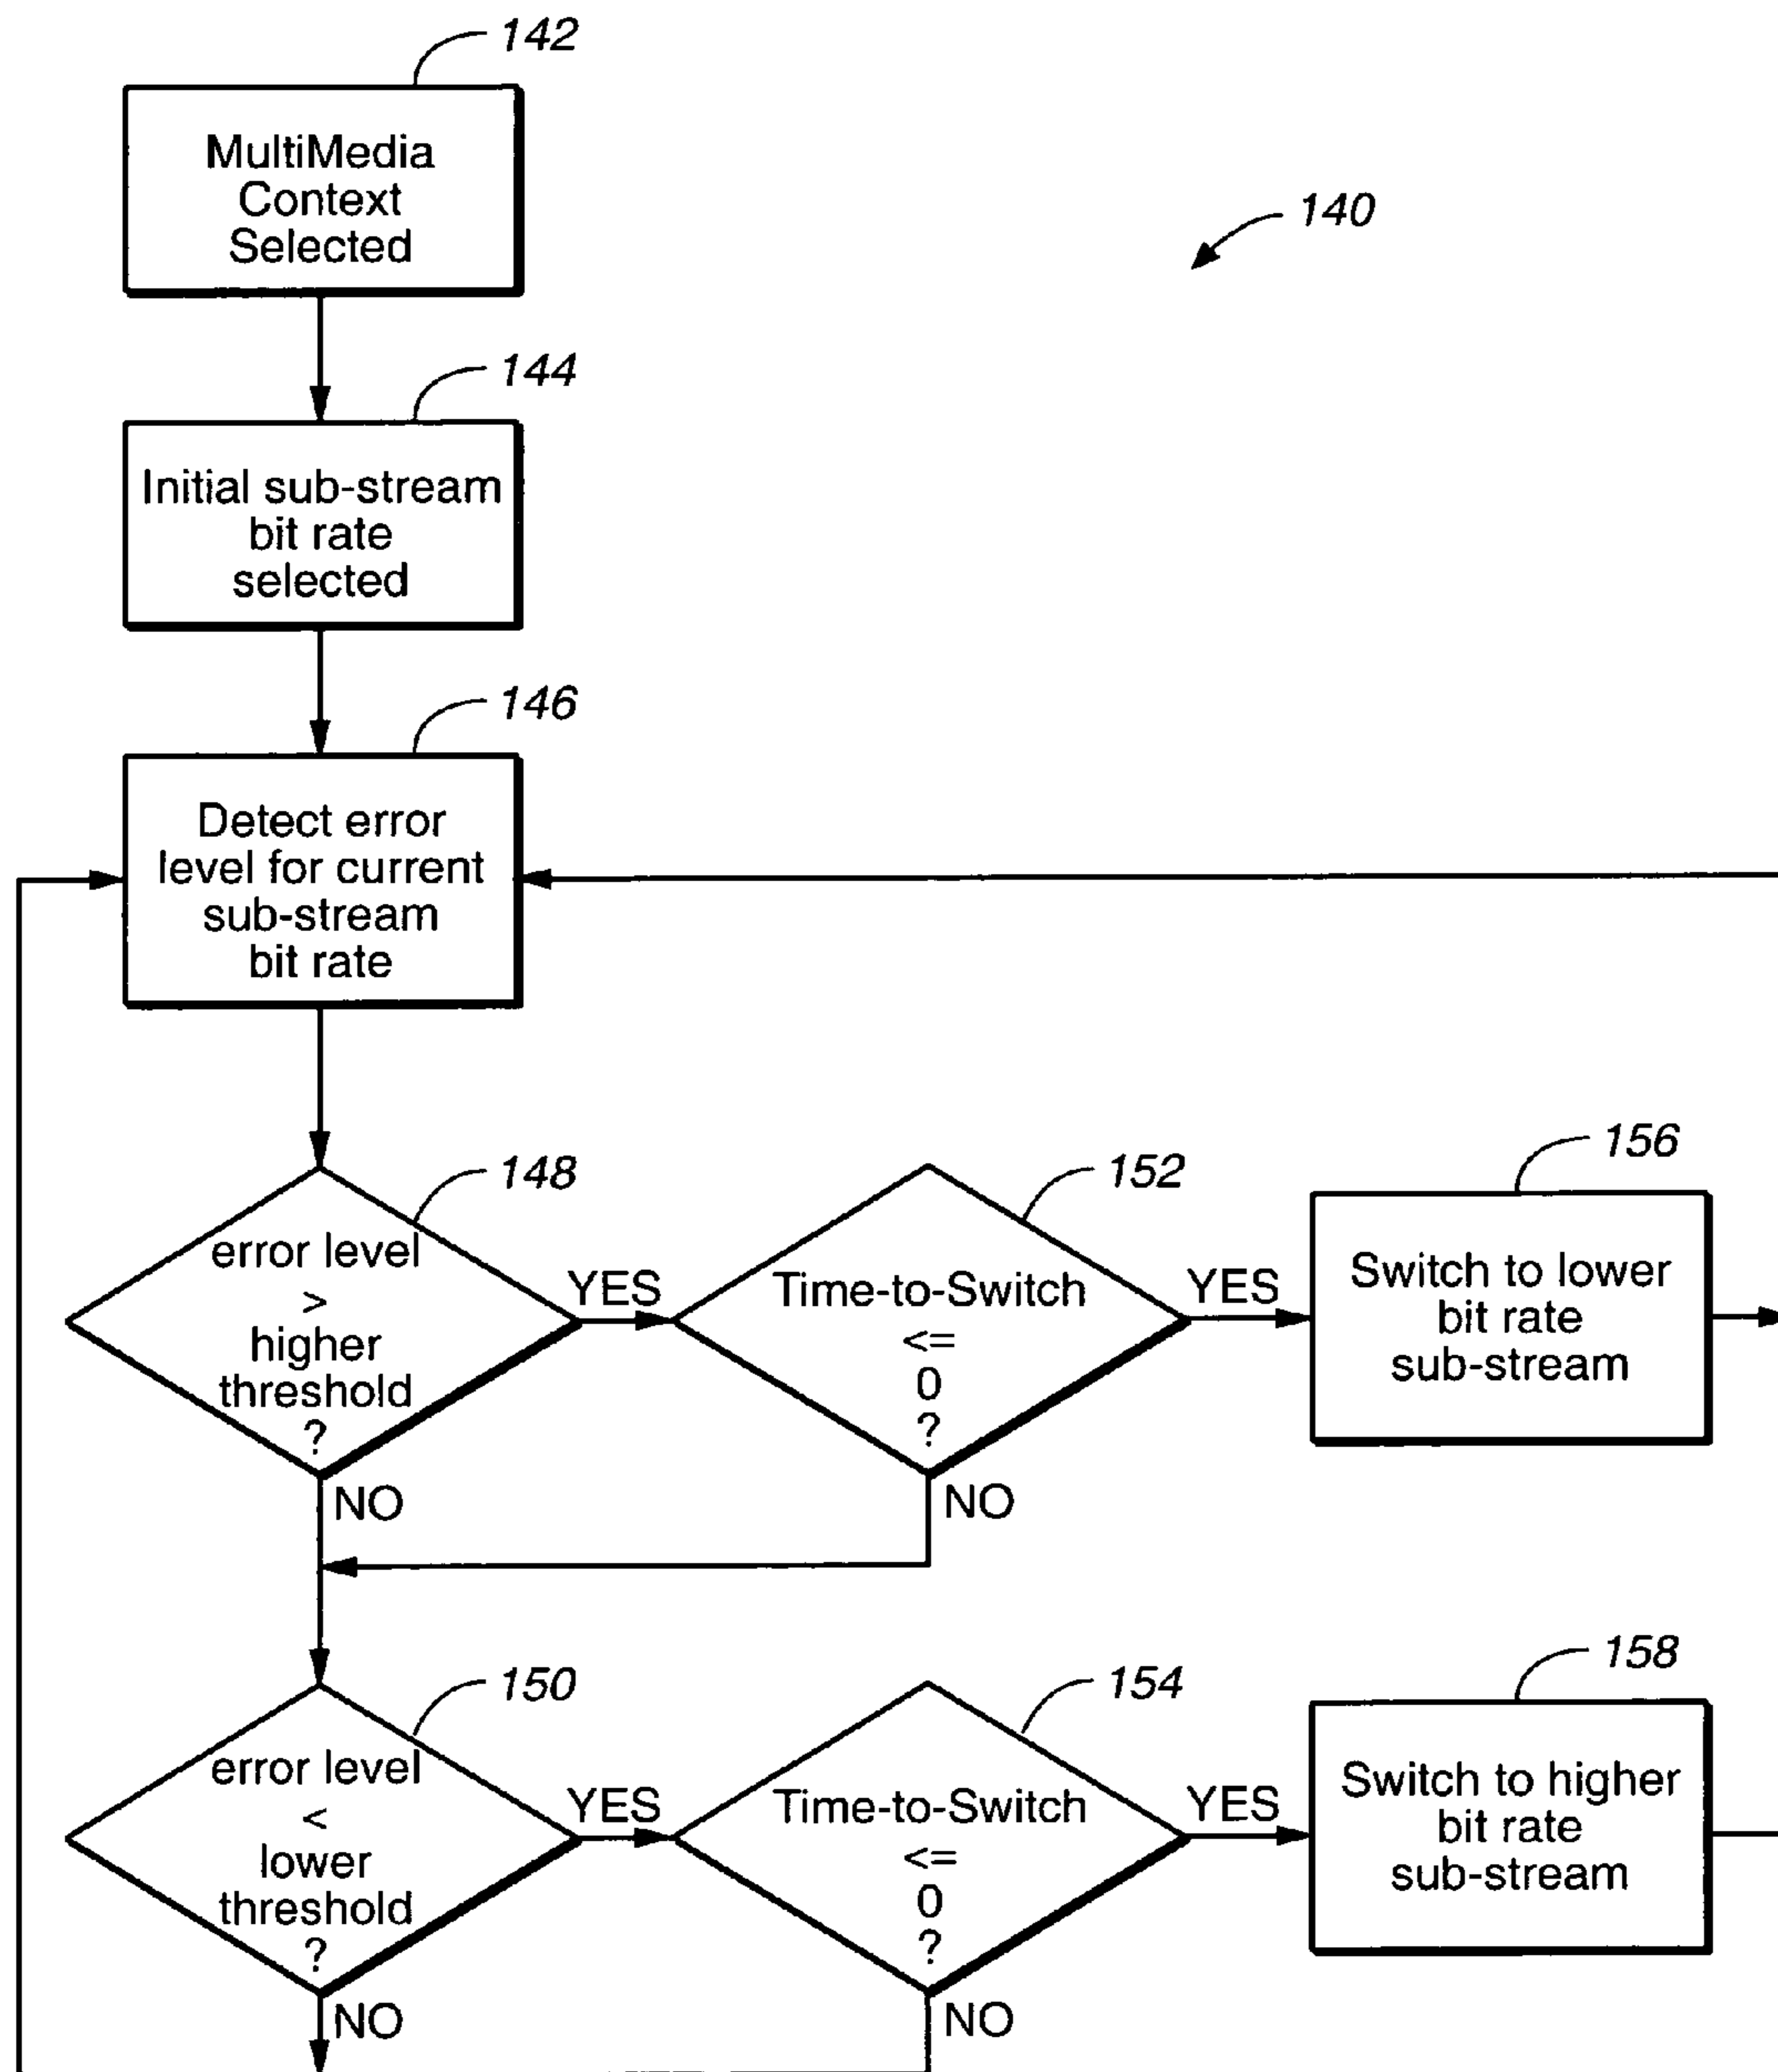 142
MultiMedia
Context
Selected
140
144
Initial sub-stream
bit rate
selected
146
Detect error
level for current
sub-stream
bit rate
148
error level
>
higher
threshold
?
YES
NO
152
Time-to-Switch
<=
0
?
YES
NO
156
Switch to lower
bit rate
sub-stream
150
error level
<
lower
threshold
?
YES
NO
154
Time-to-Switch
<=
0
?
YES
NO
158
Switch to higher
bit rate
sub-stream